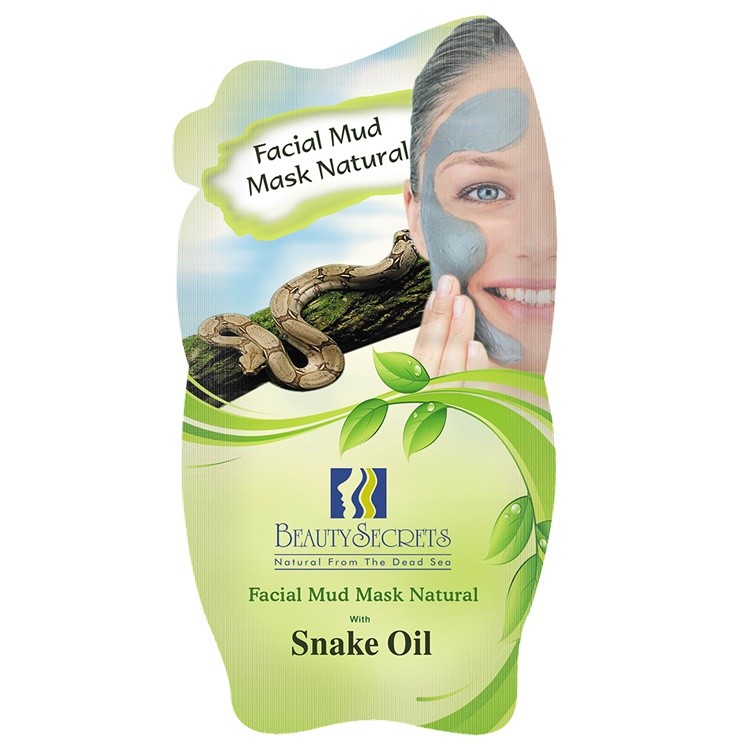 Facial Mud
Mask Natural
BEAUTY SECRETS
Natural From The Dead Sea
Facial Mud Mask Natural
With
Snake Oil